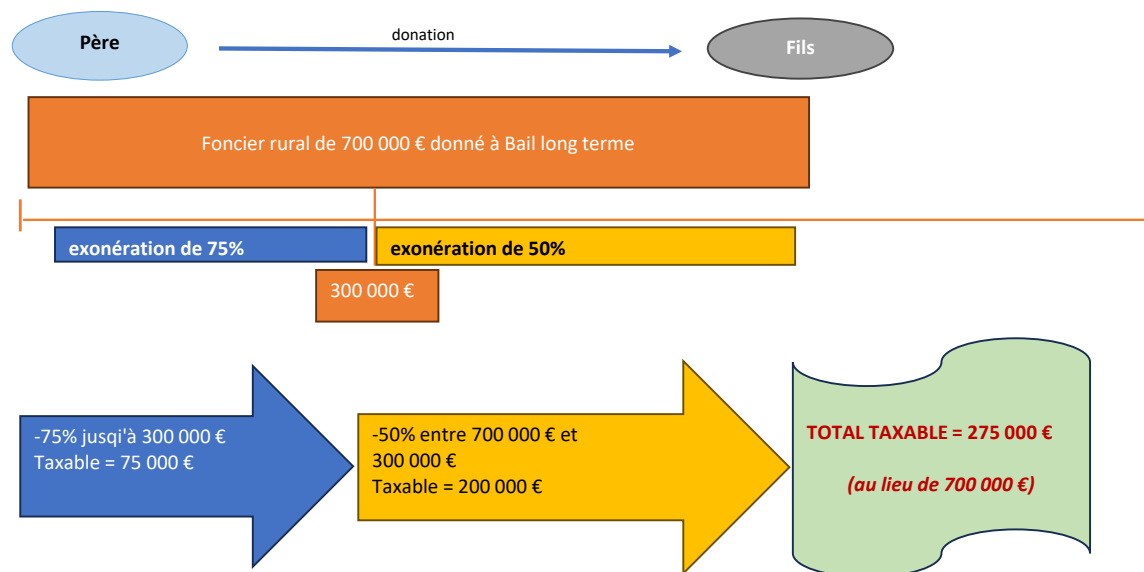 Père
donation
Fils
Foncier rural de 700 000 € donné à Bail long terme
exonération de 75%
exonération de 50%
300 000 €
-75% jusqi'à 300 000 €
Taxable = 75 000 €
-50% entre 700 000 € et
300 000 €
Taxable = 200 000 €
TOTAL TAXABLE = 275 000 €
(au lieu de 700 000 €)